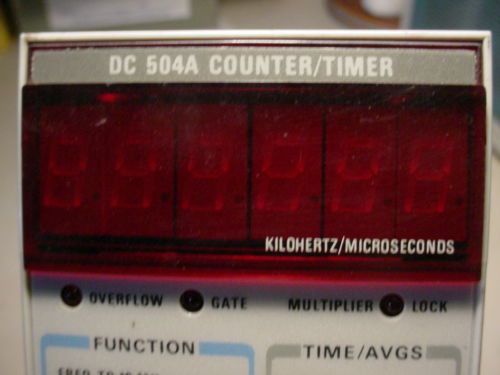 DC 504A COUNTER/TIMER
KILOHERTZ/MICROSECONDS
OVERFLOW GATE MULTIPLIER LOCK
FUNCTION TIME/AVGS